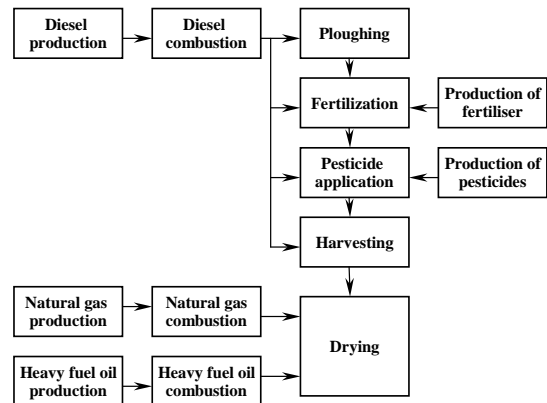 Diesel
production
Diesel
combustion
Ploughing
Fertilization
Production of
fertiliser
Pesticide
application
Production of
pesticides
Harvesting
Natural gas
production
Natural gas
combustion
Drying
Heavy fuel oil
production
Heavy fuel oil
combustion